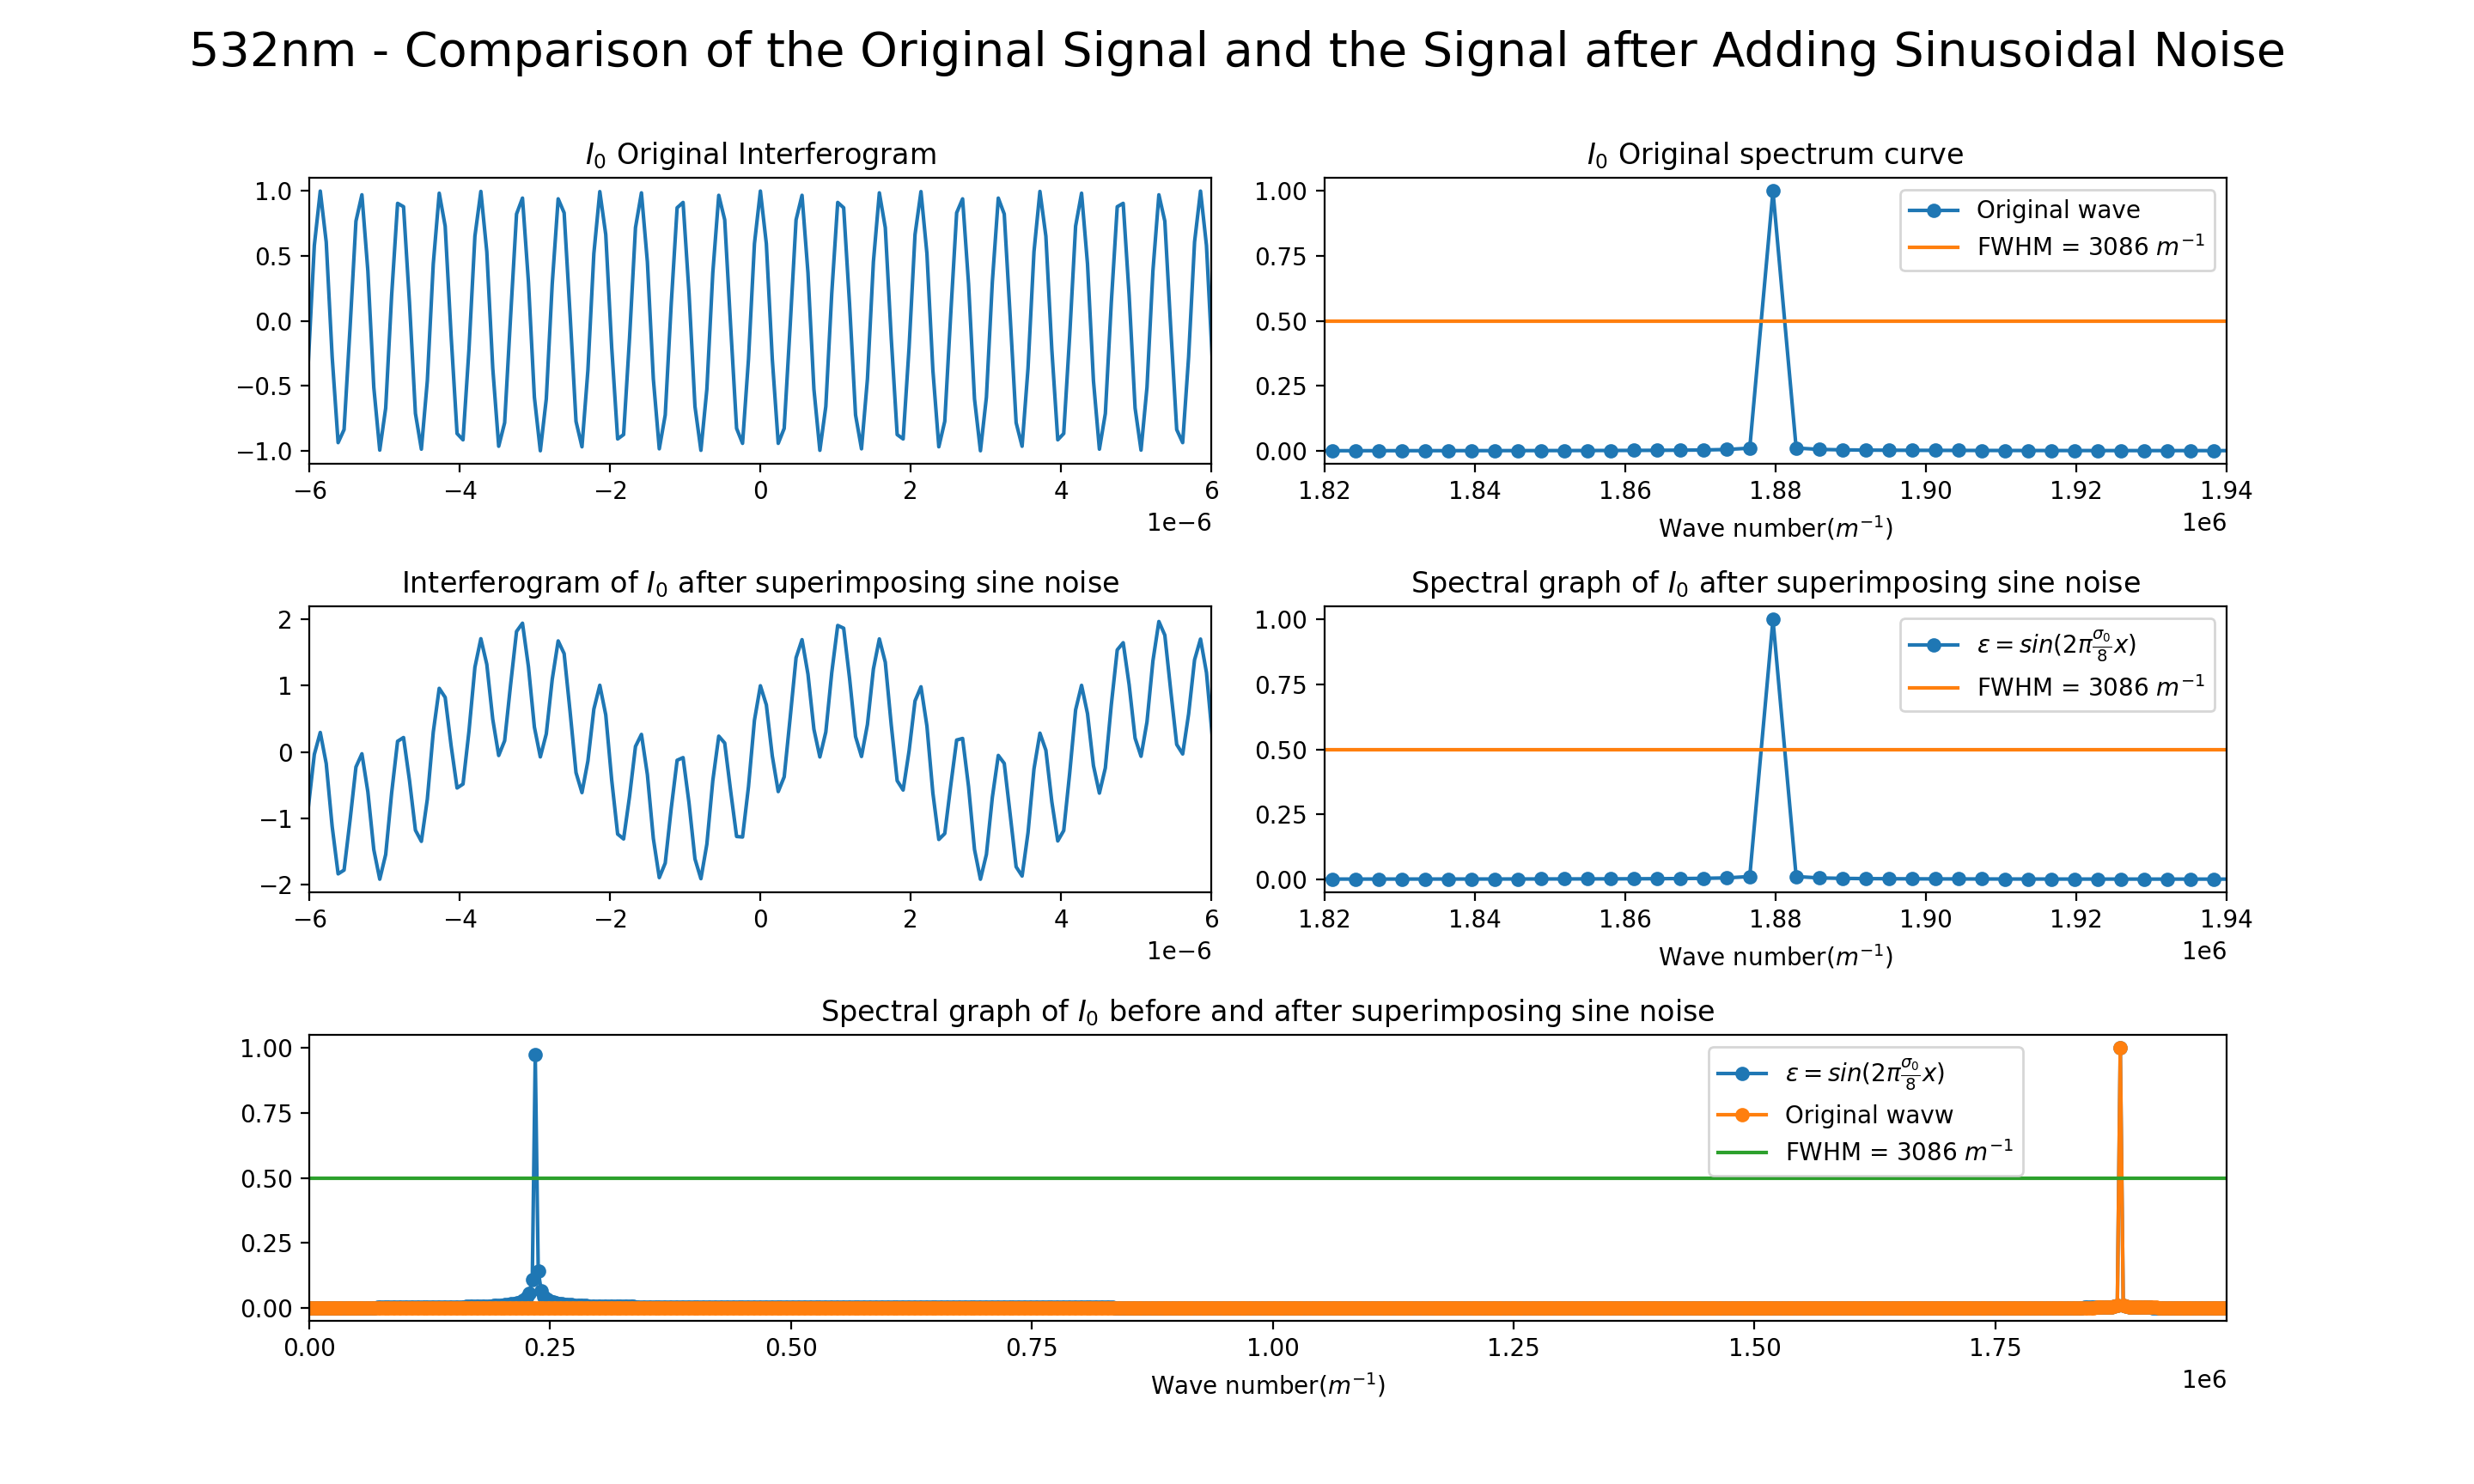 532nm - Comparison of the Original Signal and the Signal after Adding Sinusoidal Noise
I₀ Original Interferogram
1.0
0.5
0.0
−0.5
−1.0
−6 −4 −2 0 2 4 6
1e−6
I₀ Original spectrum curve
1.00
0.75
0.50
0.25
0.00
Original wave
FWHM = 3086 m⁻¹
1.82 1.84 1.86 1.88 1.90 1.92 1.94
Wave number(m⁻¹)
1e6
Interferogram of I₀ after superimposing sine noise
2
1
0
−1
−2
−6 −4 −2 0 2 4 6
1e−6
Spectral graph of I₀ after superimposing sine noise
1.00
0.75
0.50
0.25
0.00
ε = sin(2π σ₀/8 x)
FWHM = 3086 m⁻¹
1.82 1.84 1.86 1.88 1.90 1.92 1.94
Wave number(m⁻¹)
1e6
Spectral graph of I₀ before and after superimposing sine noise
1.00
0.75
0.50
0.25
0.00
ε = sin(2π σ₀/8 x)
Original wavw
FWHM = 3086 m⁻¹
0.00 0.25 0.50 0.75 1.00 1.25 1.50 1.75
Wave number(m⁻¹)
1e6